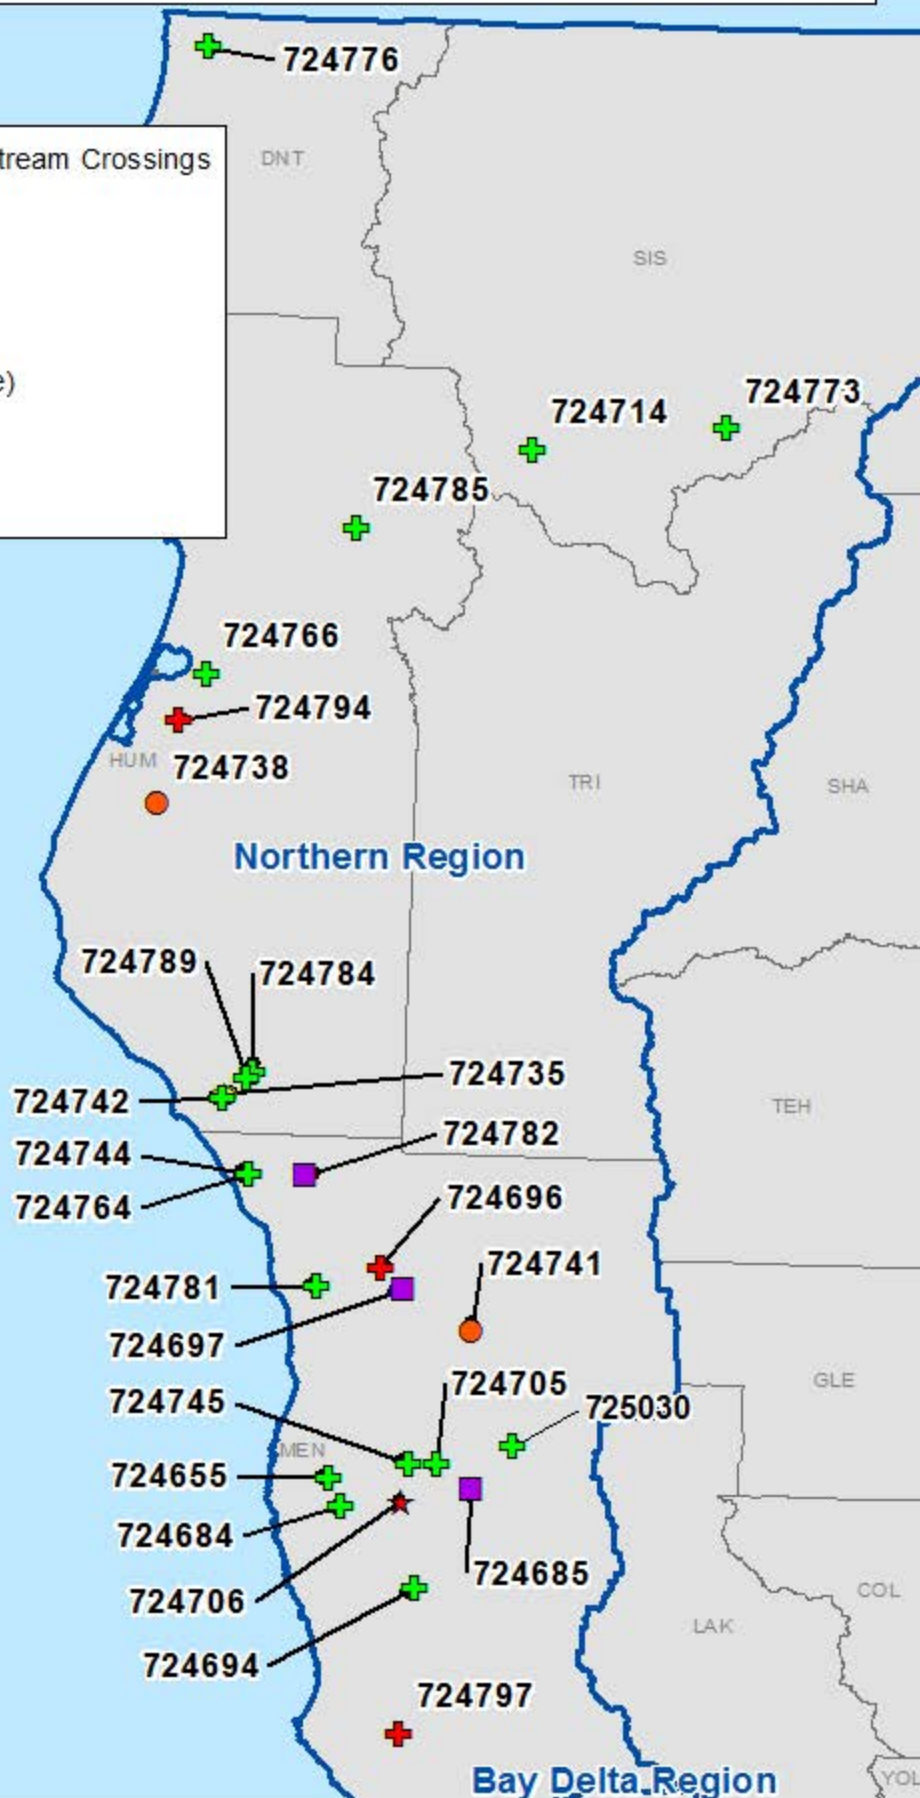 724776
tream Crossings
DNT
SIS
e)
724773
724714
724785
724766
724794
HUM
724738
TRI
SHA
Northern Region
724789
724784
724735
724742
TEH
724782
724744
724696
724764
724741
724781
724697
GLE
724705
724745
725030
MEN
724655
724684
724685
COL
724706
LAK
724694
724797
Bay Delta Region
YOL